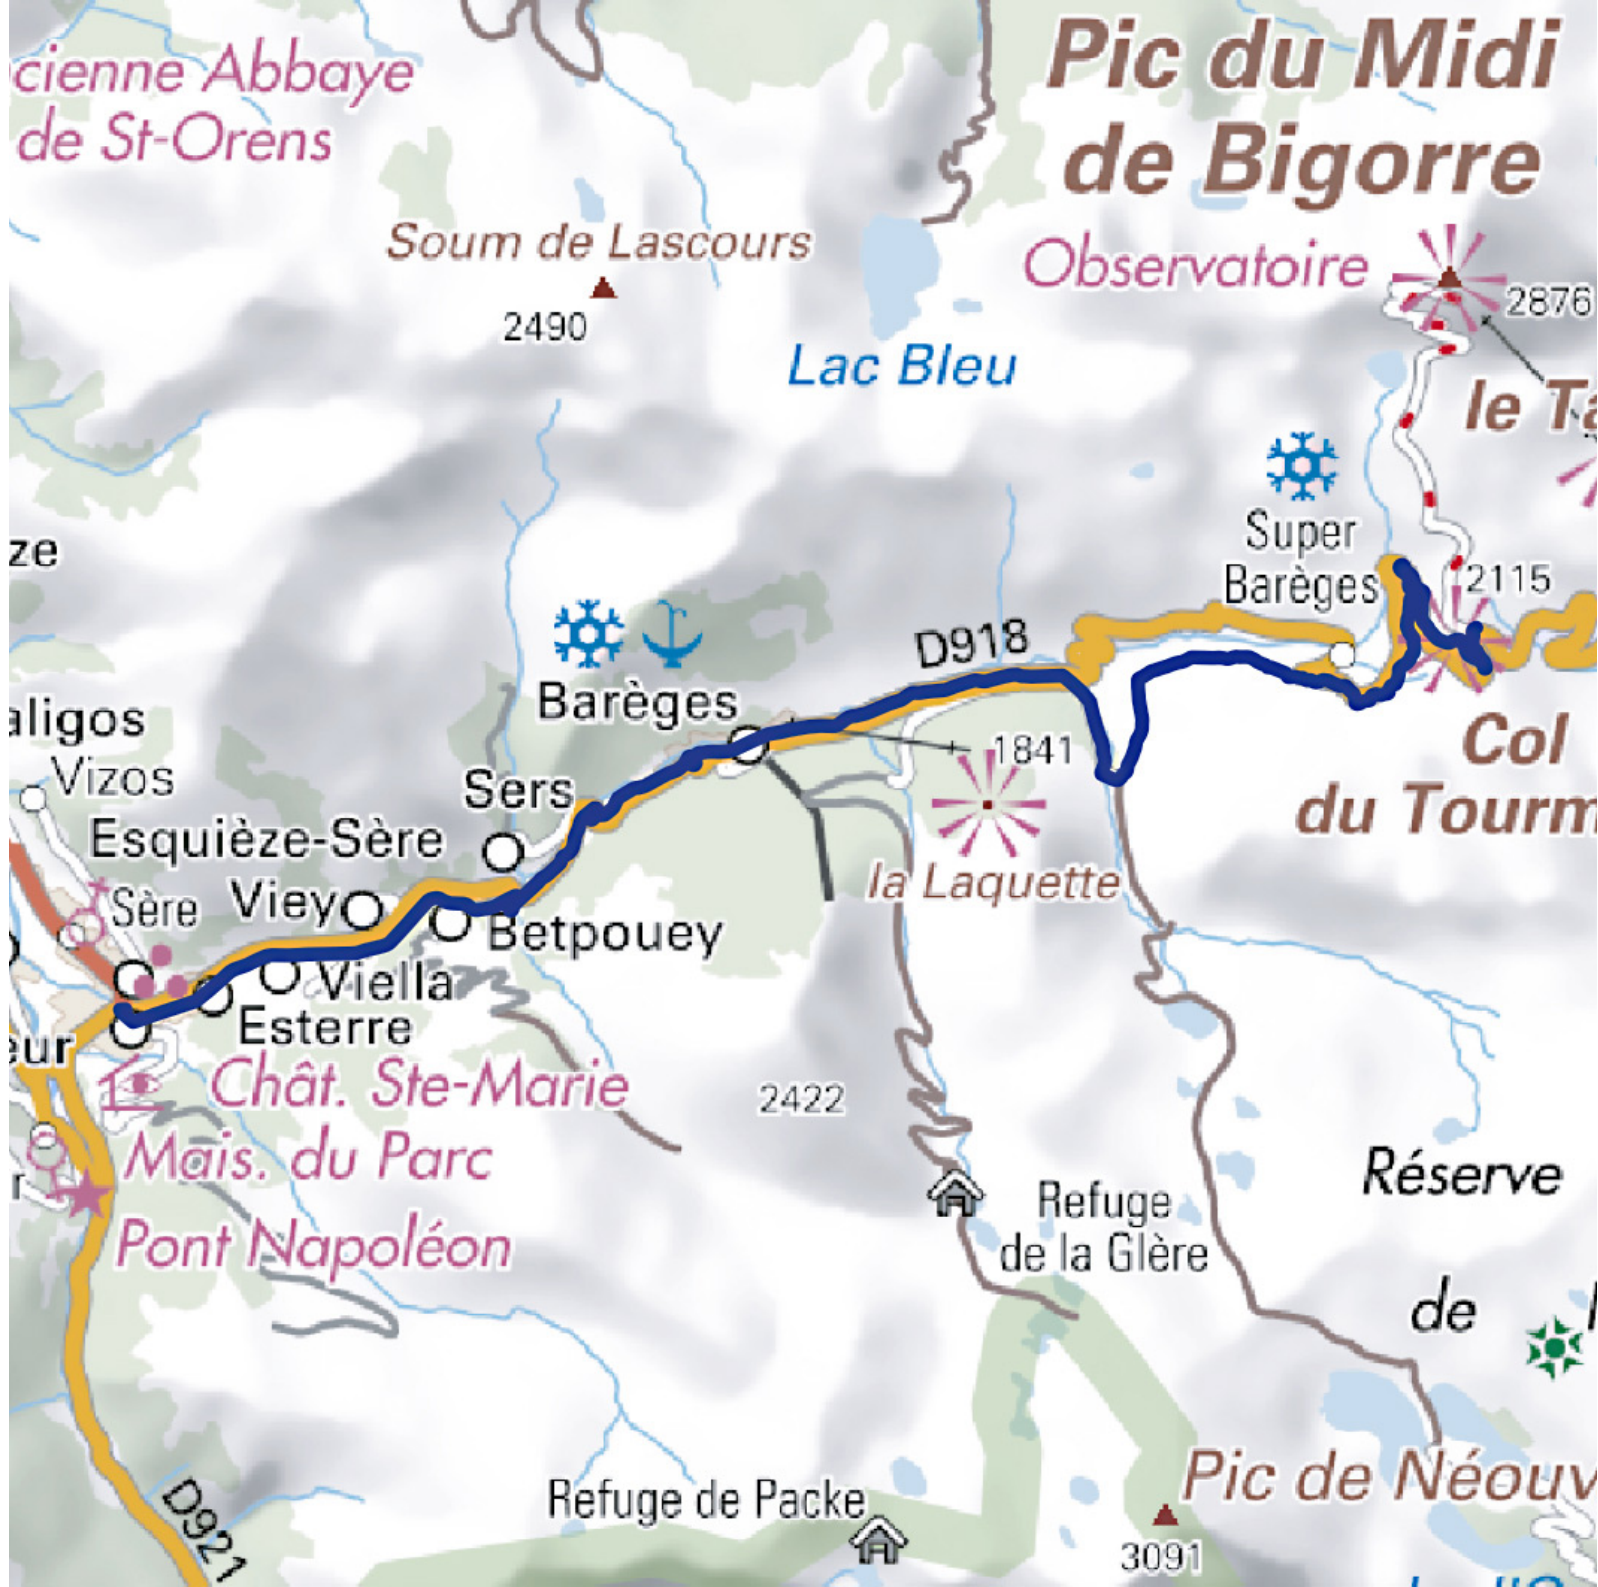 Pic du Midi
de Bigorre
cienne Abbaye
de St-Orens
Soum de Lascours
2490
Observatoire
2876
Lac Bleu
le Ta
Super
Barèges
2115
ze
D918
Barèges
1841
Col
du Tourm
aligos
Vizos
Sers
Esquièze-Sère
la Laquette
Sère
Viey
Betpouey
Viella
Esterre
eur
Chât. Ste-Marie
2422
Mais. du Parc
r
Pont Napoléon
Refuge
de la Glère
Réserve
de
Pic de Néouv
Refuge de Packe
3091
D921